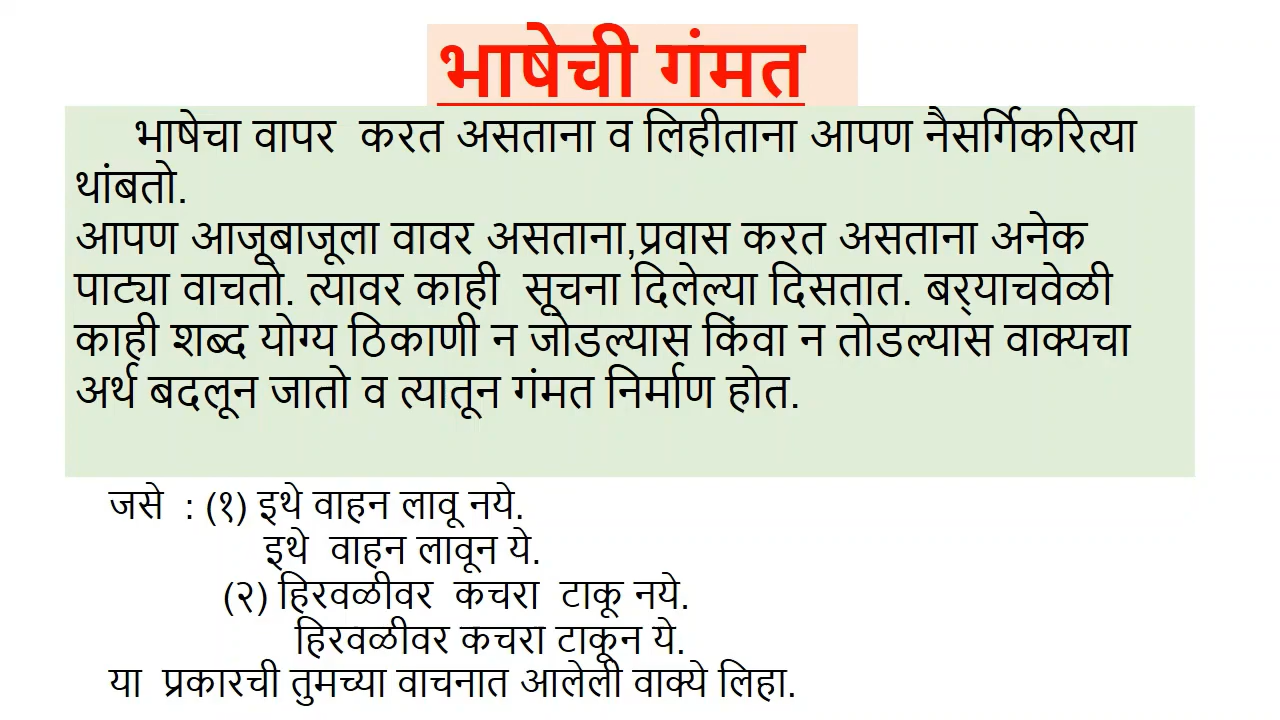 भाषेची गंमत
भाषेचा वापर करत असताना व लिहीताना आपण नैसर्गिकरित्या
थांबतो.
आपण आजूबाजूला वावर असताना,प्रवास करत असताना अनेक
पाट्या वाचतो. त्यावर काही सूचना दिलेल्या दिसतात. बर्‍याचवेळी
काही शब्द योग्य ठिकाणी न जोडल्यास किंवा न तोडल्यास वाक्यचा
अर्थ बदलून जातो व त्यातून गंमत निर्माण होत.
जसे : (१) इथे वाहन लावू नये.
इथे वाहन लावून ये.
(२) हिरवळीवर कचरा टाकू नये.
हिरवळीवर कचरा टाकून ये.
या प्रकारची तुमच्या वाचनात आलेली वाक्ये लिहा.